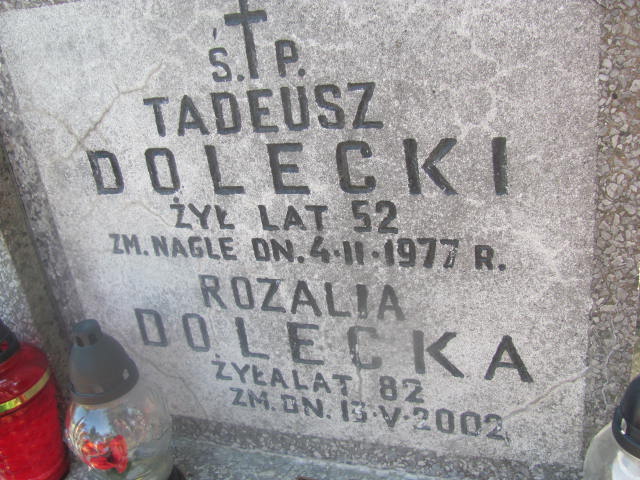 Ś. P.
TADEUSZ
DOLECKI
ŻYŁ LAT 52
ZM. NAGLE DN. 4·II·1977 R.
ROZALIA
DOLECKA
ŻYŁA LAT 82
ZM. DN. 13·V·2002